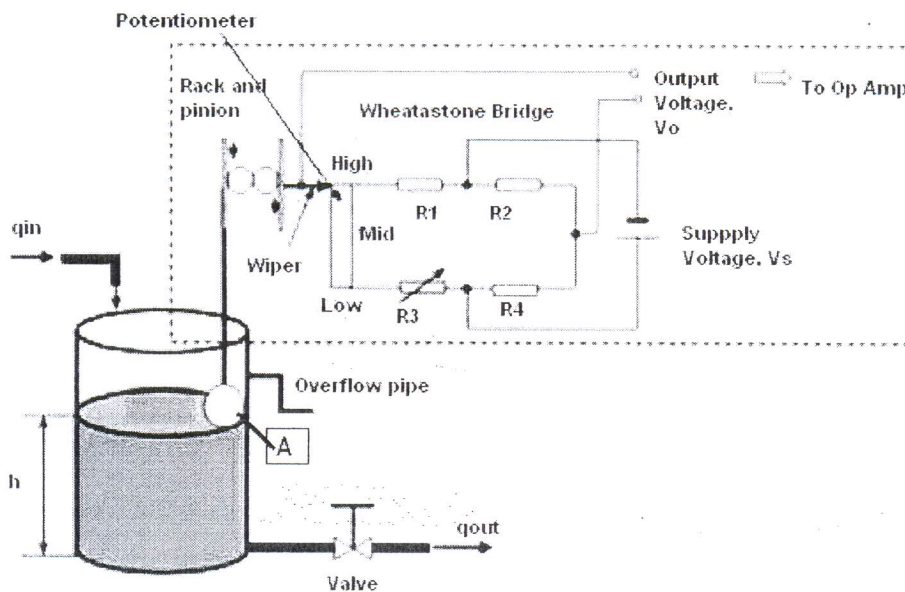 Potentiometer
Rack and
pinion
Wheatastone Bridge
Output
Voltage.
Vo
To Op Amp
High
R1
R2
Mid
Wiper
Low
R3
R4
Suppply
Voltage. Vs
qin
Overflow pipe
A
h
qout
Valve